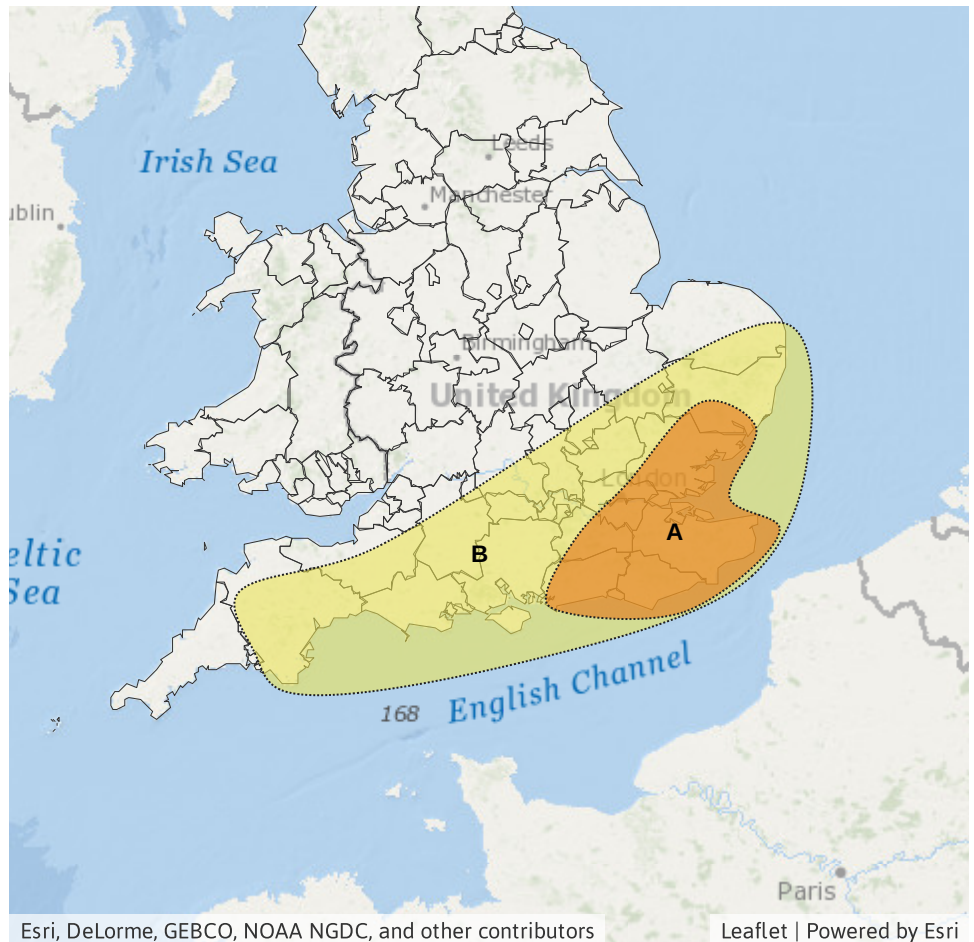 Leeds
Irish Sea
Manchester
ublin
Birmingham
United Kingdom
London
A
B
eltic
Sea
English Channel
168
Paris
Esri, DeLorme, GEBCO, NOAA NGDC, and other contributors
Leaflet | Powered by Esri